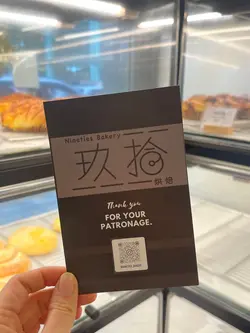 Nineties Bakery
玖拾
烘焙
Thank you
FOR YOUR
PATRONAGE.